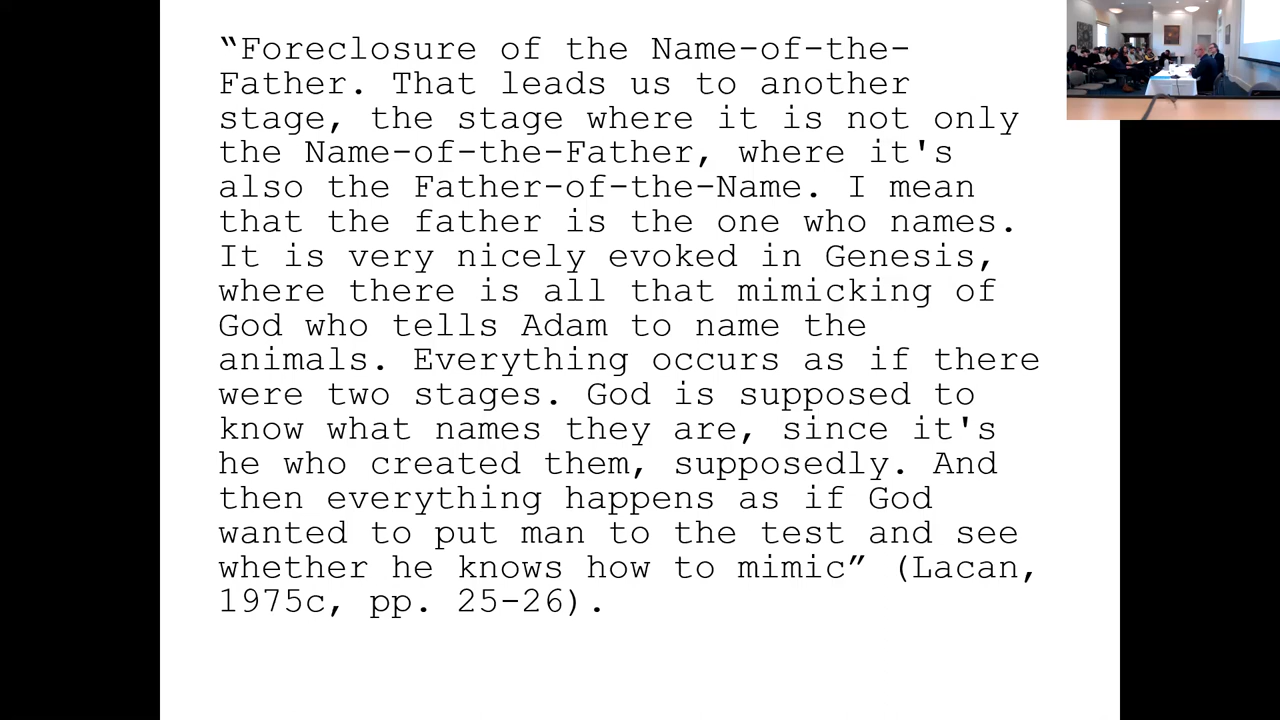 “Foreclosure of the Name-of-the-
Father. That leads us to another
stage, the stage where it is not only
the Name-of-the-Father, where it's
also the Father-of-the-Name. I mean
that the father is the one who names.
It is very nicely evoked in Genesis,
where there is all that mimicking of
God who tells Adam to name the
animals. Everything occurs as if there
were two stages. God is supposed to
know what names they are, since it's
he who created them, supposedly. And
then everything happens as if God
wanted to put man to the test and see
whether he knows how to mimic” (Lacan,
1975c, pp. 25-26).